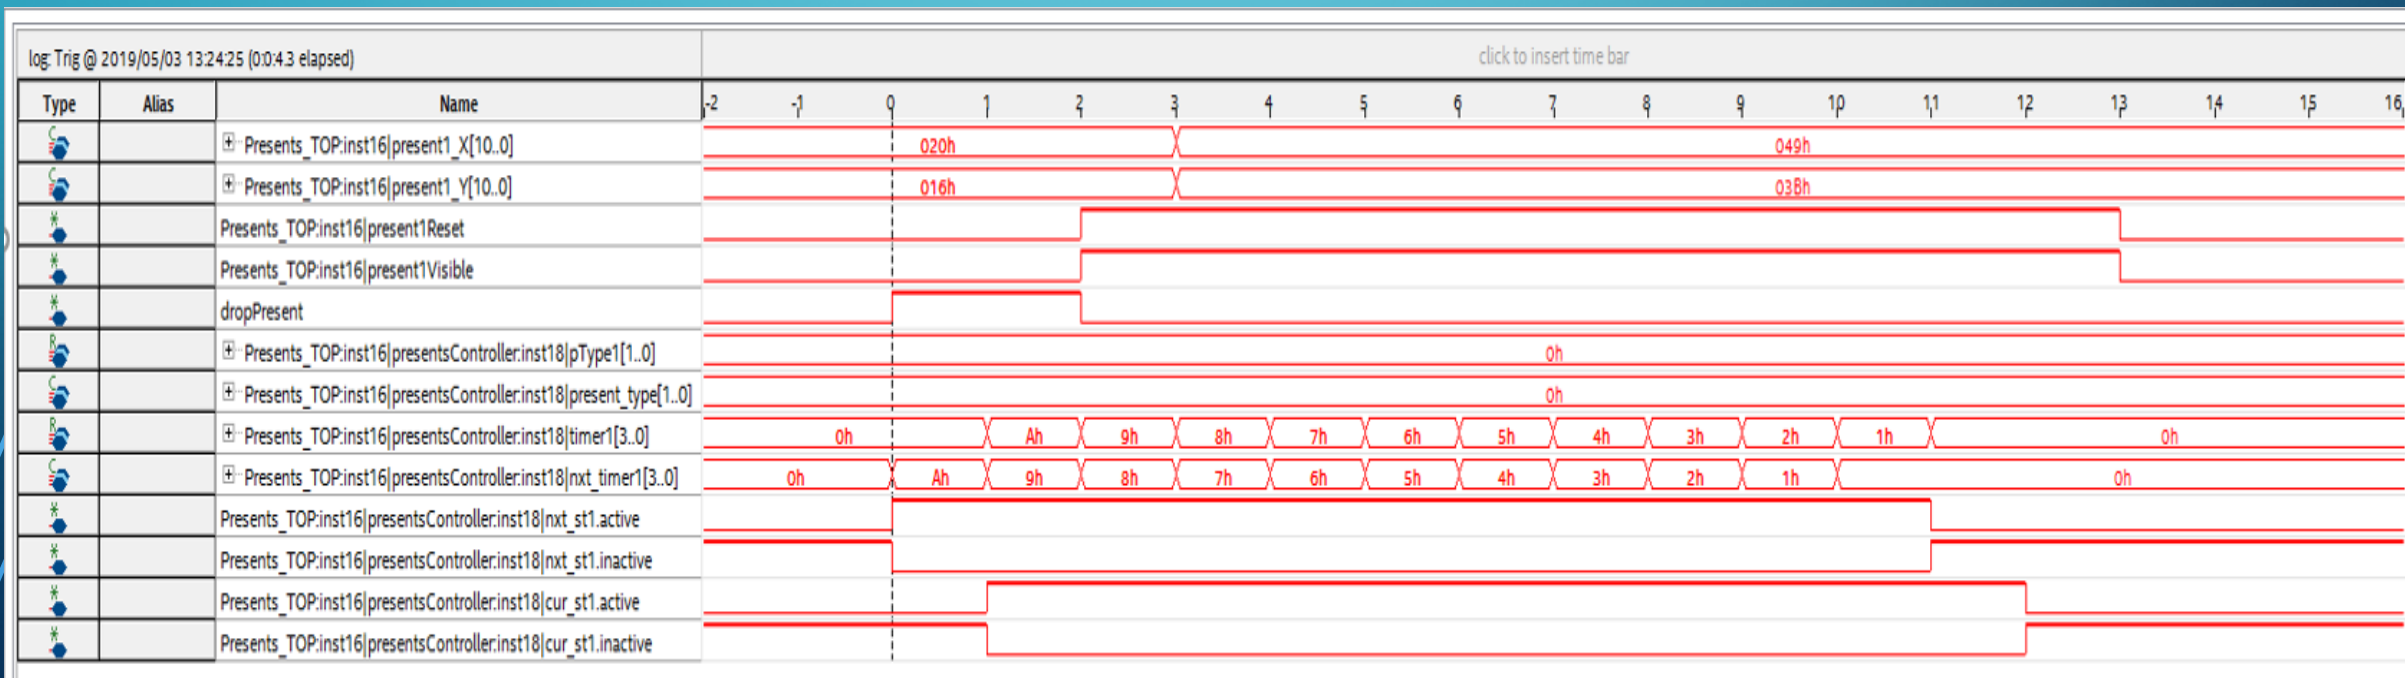 log: Trig @ 2019/05/03 13:24:25 (0:0:4.3 elapsed) click to insert time bar
Type Alias Name -2 -1 0 1 2 3 4 5 6 7 8 9 10 11 12 13 14 15 16
Presents_TOP:inst16|present1_X[10..0] 020h 049h
Presents_TOP:inst16|present1_Y[10..0] 016h 03Bh
Presents_TOP:inst16|present1Reset
Presents_TOP:inst16|present1Visible
dropPresent
Presents_TOP:inst16|presentsController:inst18|pType1[1..0] 0h
Presents_TOP:inst16|presentsController:inst18|present_type[1..0] 0h
Presents_TOP:inst16|presentsController:inst18|timer1[3..0] 0h Ah 9h 8h 7h 6h 5h 4h 3h 2h 1h 0h
Presents_TOP:inst16|presentsController:inst18|nxt_timer1[3..0] 0h Ah 9h 8h 7h 6h 5h 4h 3h 2h 1h 0h
Presents_TOP:inst16|presentsController:inst18|nxt_st1.active
Presents_TOP:inst16|presentsController:inst18|nxt_st1.inactive
Presents_TOP:inst16|presentsController:inst18|cur_st1.active
Presents_TOP:inst16|presentsController:inst18|cur_st1.inactive